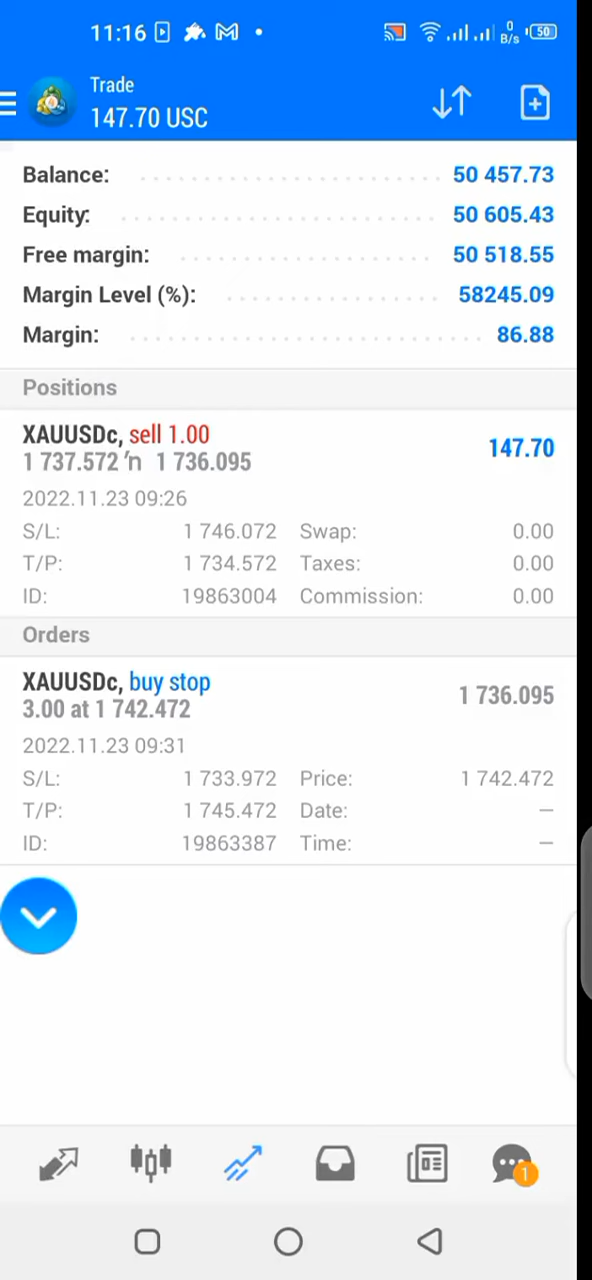 11:16 0 B/s 50
Trade
147.70 USC
Balance: 50 457.73
Equity: 50 605.43
Free margin: 50 518.55
Margin Level (%): 58245.09
Margin: 86.88
Positions
XAUUSDc, sell 1.00
1 737.572 'n 1 736.095 147.70
2022.11.23 09:26
S/L: 1 746.072 Swap: 0.00
T/P: 1 734.572 Taxes: 0.00
ID: 19863004 Commission: 0.00
Orders
XAUUSDc, buy stop
3.00 at 1 742.472 1 736.095
2022.11.23 09:31
S/L: 1 733.972 Price: 1 742.472
T/P: 1 745.472 Date: –
ID: 19863387 Time: –
1